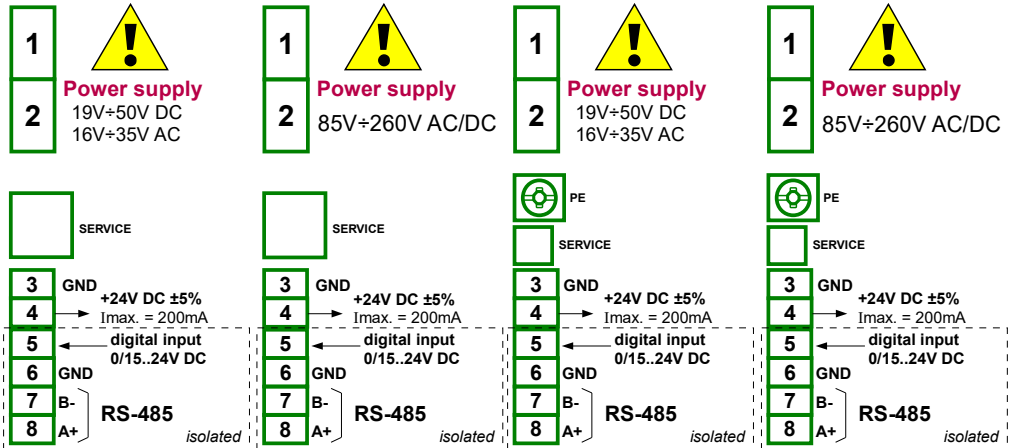 1
Power supply
2
19V÷50V DC
16V÷35V AC
SERVICE
3 GND
+24V DC ±5%
4
Imax. = 200mA
5
digital input
0/15..24V DC
6 GND
7 B-
RS-485
8 A+
isolated
1
Power supply
2
85V÷260V AC/DC
SERVICE
3 GND
+24V DC ±5%
4
Imax. = 200mA
5
digital input
0/15..24V DC
6 GND
7 B-
RS-485
8 A+
isolated
1
Power supply
2
19V÷50V DC
16V÷35V AC
PE
SERVICE
3 GND
+24V DC ±5%
4
Imax. = 200mA
5
digital input
0/15..24V DC
6 GND
7 B-
RS-485
8 A+
isolated
1
Power supply
2
85V÷260V AC/DC
PE
SERVICE
3 GND
+24V DC ±5%
4
Imax. = 200mA
5
digital input
0/15..24V DC
6 GND
7 B-
RS-485
8 A+
isolated